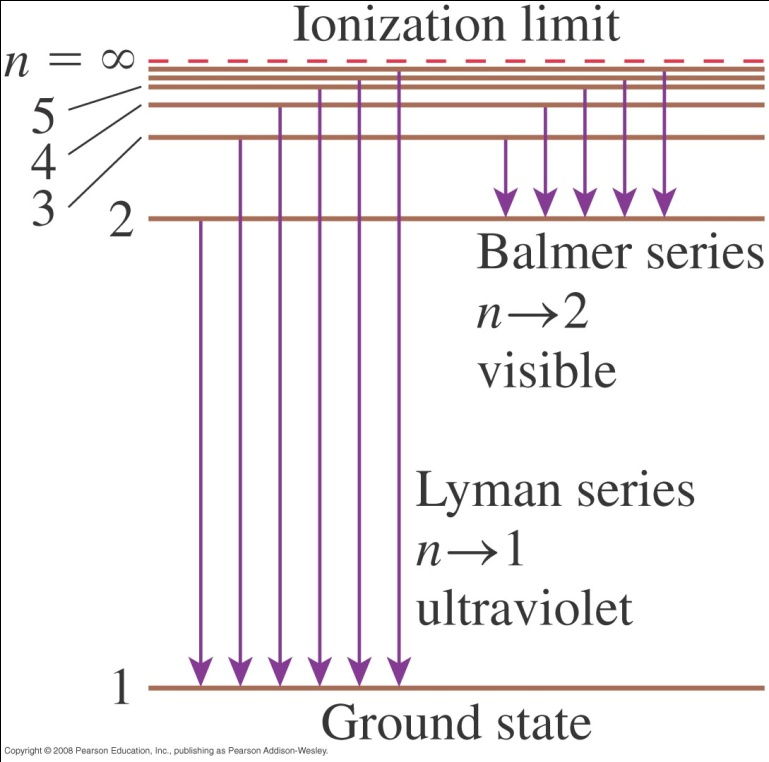 Ionization limit
n = ∞
5
4
3
2
Balmer series
n→2
visible
Lyman series
n→1
ultraviolet
1
Ground state
Copyright © 2008 Pearson Education, Inc., publishing as Pearson Addison-Wesley.